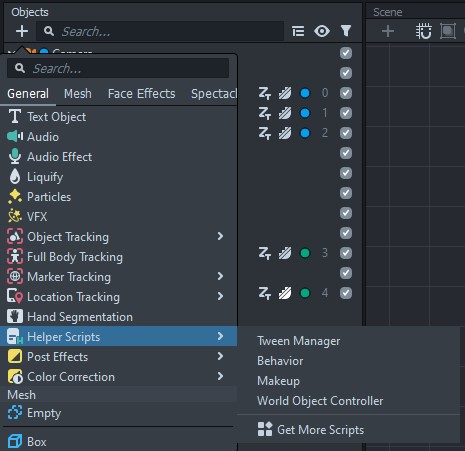 Objects
Scene
Search...
Search...
General Mesh Face Effects
Text Object
Audio
Audio Effect
Liquify
Particles
VFX
Object Tracking
Full Body Tracking
Marker Tracking
Location Tracking
Hand Segmentation
Helper Scripts
Post Effects
Color Correction
Mesh
Empty
Box
0
1
2
3
4
Tween Manager
Behavior
Makeup
World Object Controller
Get More Scripts